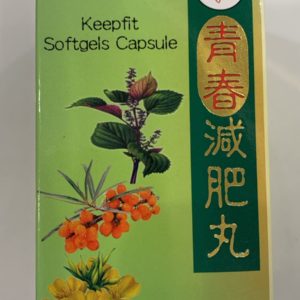 Keepfit
Softgels Capsule
青春減肥丸